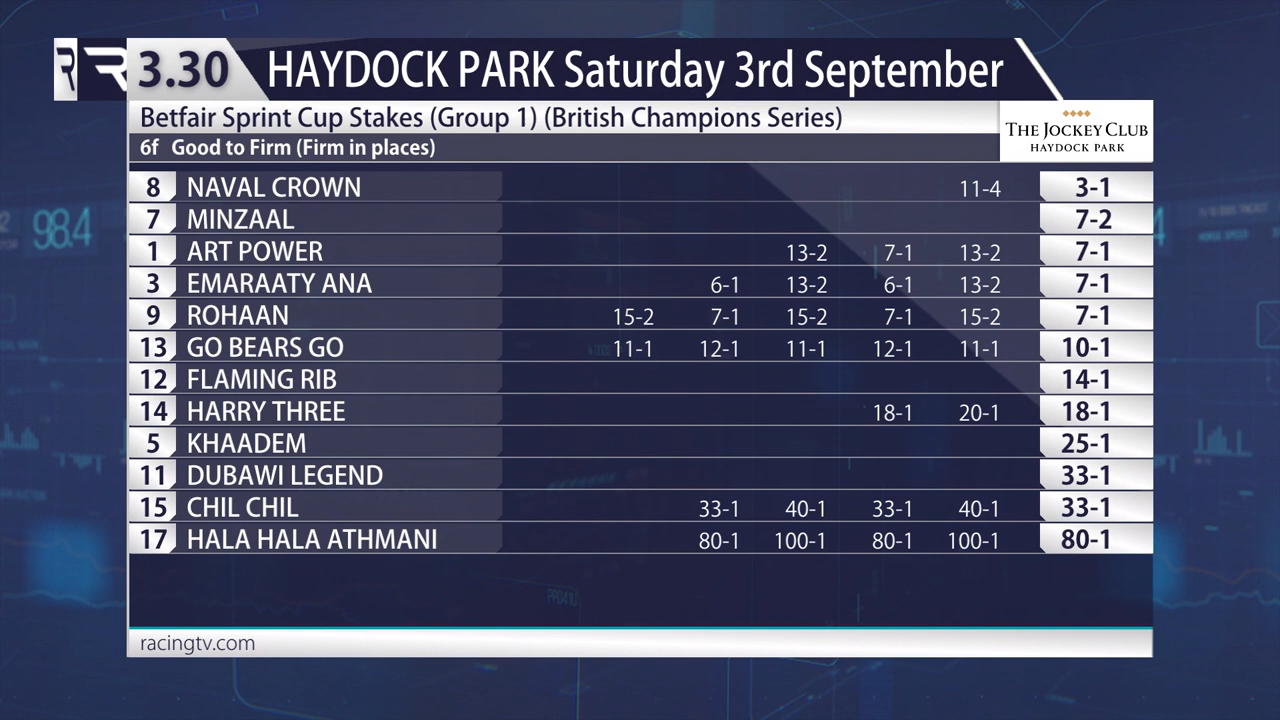 3.30 HAYDOCK PARK Saturday 3rd September
Betfair Sprint Cup Stakes (Group 1) (British Champions Series)
THE JOCKEY CLUB
HAYDOCK PARK
6f Good to Firm (Firm in places)
8 NAVAL CROWN 11-4 3-1
7 MINZAAL 7-2
1 ART POWER 13-2 7-1 13-2 7-1
3 EMARAATY ANA 6-1 13-2 6-1 13-2 7-1
9 ROHAAN 15-2 7-1 15-2 7-1 15-2 7-1
13 GO BEARS GO 11-1 12-1 11-1 12-1 11-1 10-1
12 FLAMING RIB 14-1
14 HARRY THREE 18-1 20-1 18-1
5 KHAADEM 25-1
11 DUBAWI LEGEND 33-1
15 CHIL CHIL 33-1 40-1 33-1 40-1 33-1
17 HALA HALA ATHMANI 80-1 100-1 80-1 100-1 80-1
racingtv.com
98.4